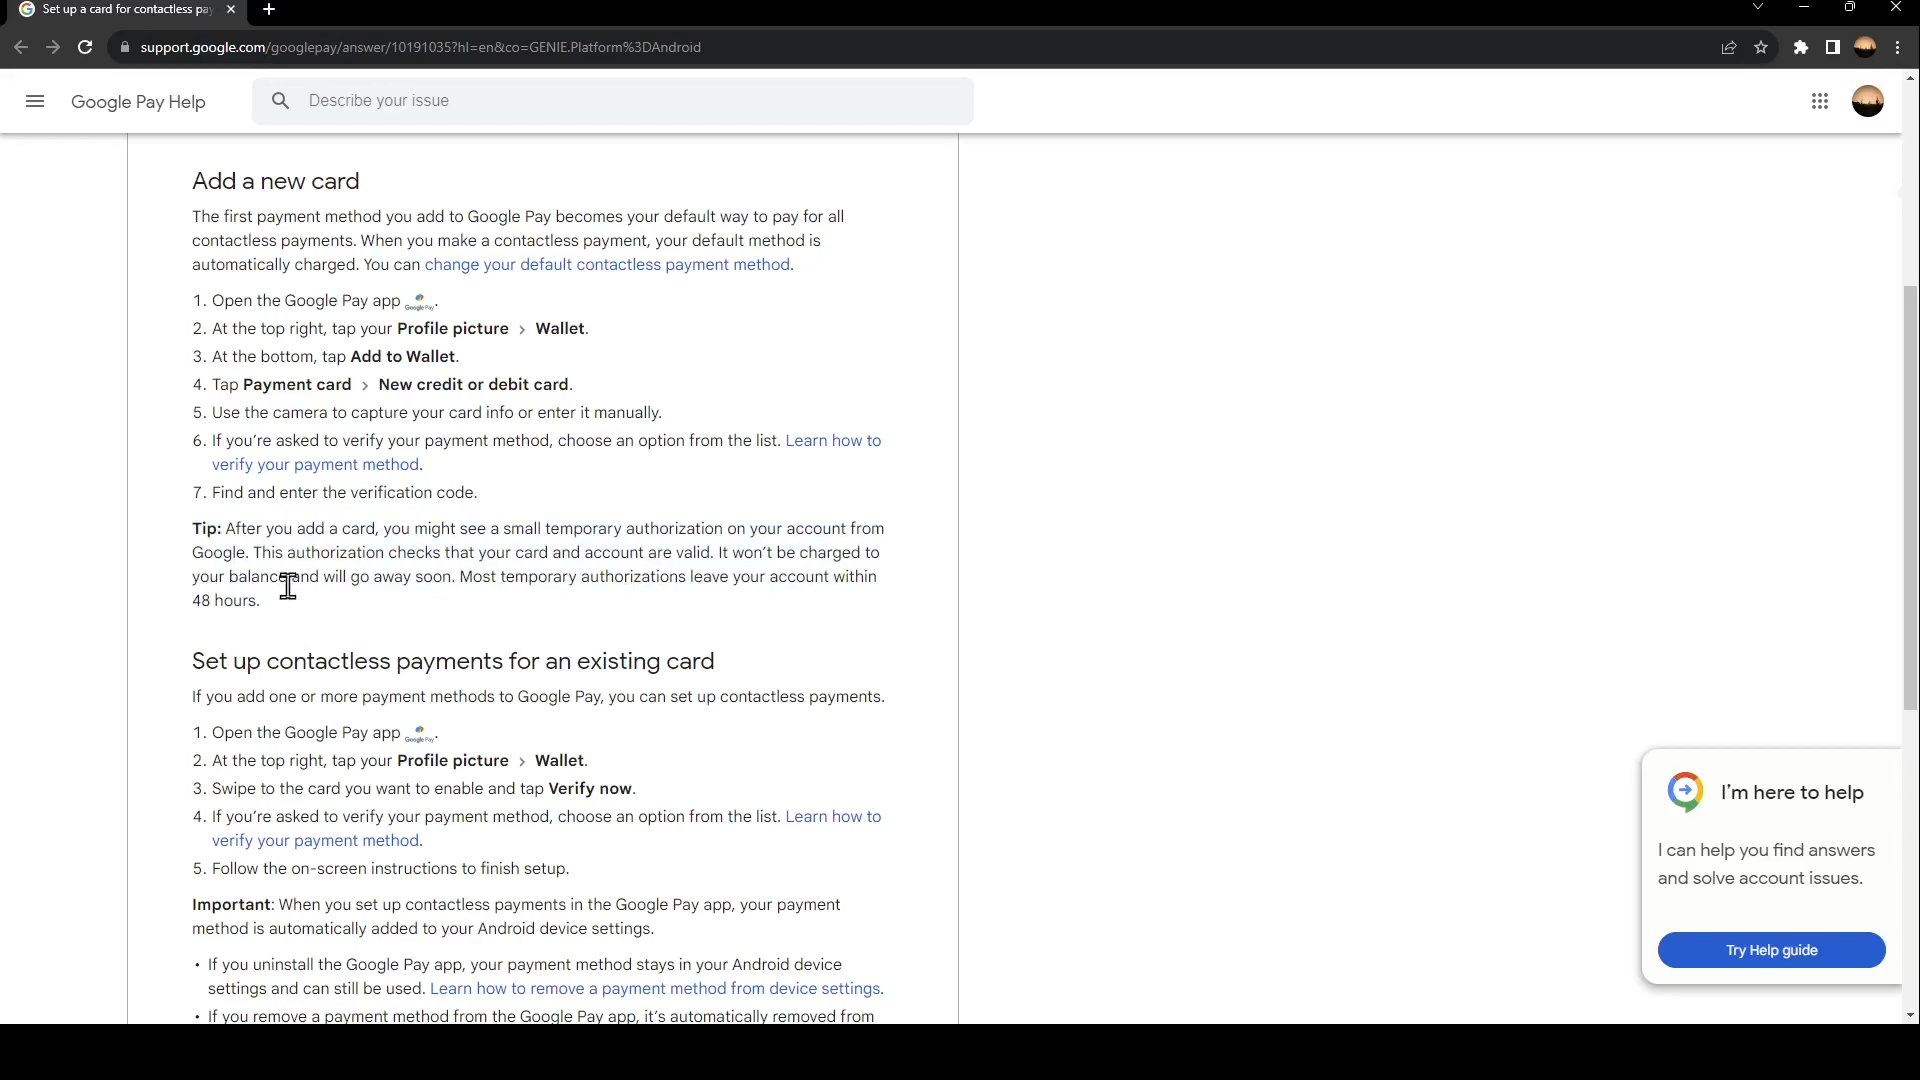 Set up a card for contactless pay
support.google.com/googlepay/answer/10191035?hl=en&co=GENIE.Platform%3DAndroid
Google Pay Help
Describe your issue
Add a new card
The first payment method you add to Google Pay becomes your default way to pay for all
contactless payments. When you make a contactless payment, your default method is
automatically charged. You can change your default contactless payment method.
1. Open the Google Pay app Google Pay.
2. At the top right, tap your Profile picture > Wallet.
3. At the bottom, tap Add to Wallet.
4. Tap Payment card > New credit or debit card.
5. Use the camera to capture your card info or enter it manually.
6. If you’re asked to verify your payment method, choose an option from the list. Learn how to
verify your payment method.
7. Find and enter the verification code.
Tip: After you add a card, you might see a small temporary authorization on your account from
Google. This authorization checks that your card and account are valid. It won’t be charged to
your balance and will go away soon. Most temporary authorizations leave your account within
48 hours.
Set up contactless payments for an existing card
If you add one or more payment methods to Google Pay, you can set up contactless payments.
1. Open the Google Pay app Google Pay.
2. At the top right, tap your Profile picture > Wallet.
3. Swipe to the card you want to enable and tap Verify now.
4. If you’re asked to verify your payment method, choose an option from the list. Learn how to
verify your payment method.
5. Follow the on-screen instructions to finish setup.
Important: When you set up contactless payments in the Google Pay app, your payment
method is automatically added to your Android device settings.
• If you uninstall the Google Pay app, your payment method stays in your Android device
settings and can still be used. Learn how to remove a payment method from device settings.
• If you remove a payment method from the Google Pay app, it’s automatically removed from
I’m here to help
I can help you find answers
and solve account issues.
Try Help guide